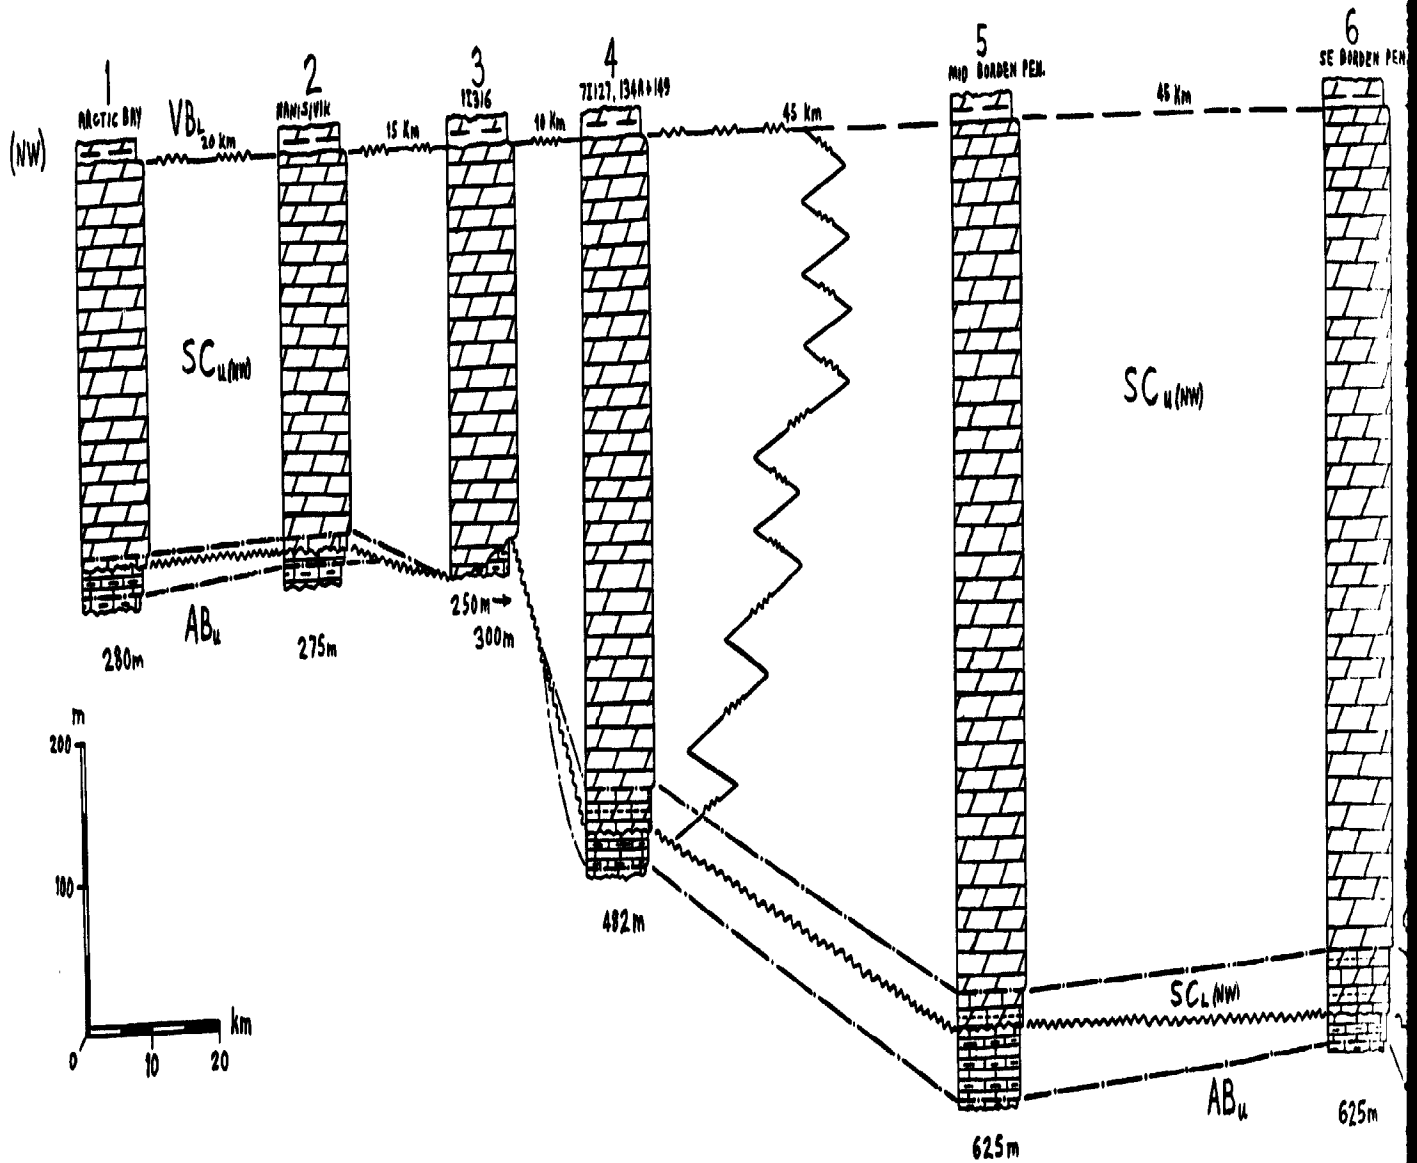 1
ARCTIC BAY
2
NANISIVIK
3
71316
4
71127, 134A+149
5
MID BORDEN PEN.
6
SE BORDEN PEN
(NW)
VBL
20 Km
15 Km
10 Km
45 Km
45 Km
SCu(NW)
SCu(NW)
SCL(NW)
ABu
ABu
280m
275m
250m→
300m
482m
625m
625m
m
200
100
0
10
20
km